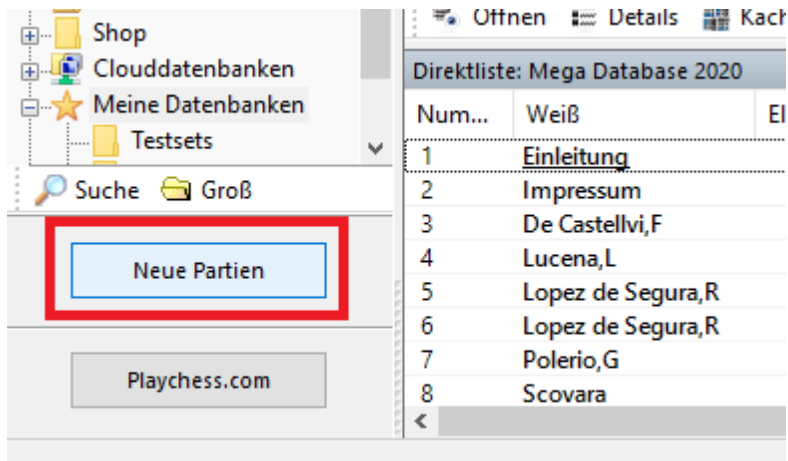 Shop
Clouddatenbanken
Meine Datenbanken
Testsets
Suche Groß
Neue Partien
Playchess.com
Öffnen Details Kach
Direktliste: Mega Database 2020
Num... Weiß El
1 Einleitung
2 Impressum
3 De Castellvi,F
4 Lucena,L
5 Lopez de Segura,R
6 Lopez de Segura,R
7 Polerio,G
8 Scovara